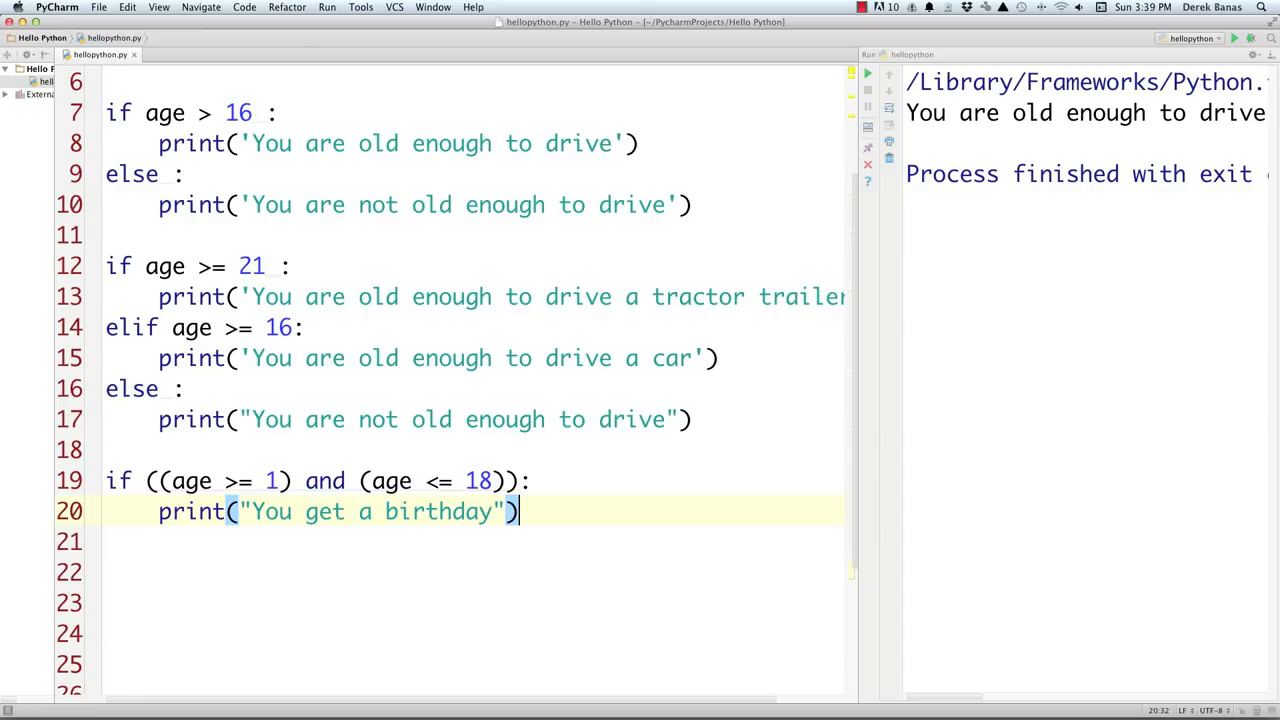 PyCharm File Edit View Navigate Code Refactor Run Tools VCS Window Help 10 Sun 3:39 PM Derek Banas
hellopython.py – Hello Python – [~/PycharmProjects/Hello Python]
Hello Python hellopython.py hellopython
hellopython.py Run hellopython
Hello P
hell
Extern
6
7 if age > 16 :
8 print('You are old enough to drive')
9 else :
10 print('You are not old enough to drive')
11
12 if age >= 21 :
13 print('You are old enough to drive a tractor trailer
14 elif age >= 16:
15 print('You are old enough to drive a car')
16 else :
17 print("You are not old enough to drive")
18
19 if ((age >= 1) and (age <= 18)):
20 print("You get a birthday")
21
22
23
24
25
26
/Library/Frameworks/Python.
You are old enough to drive
Process finished with exit
20:32 LF UTF-8